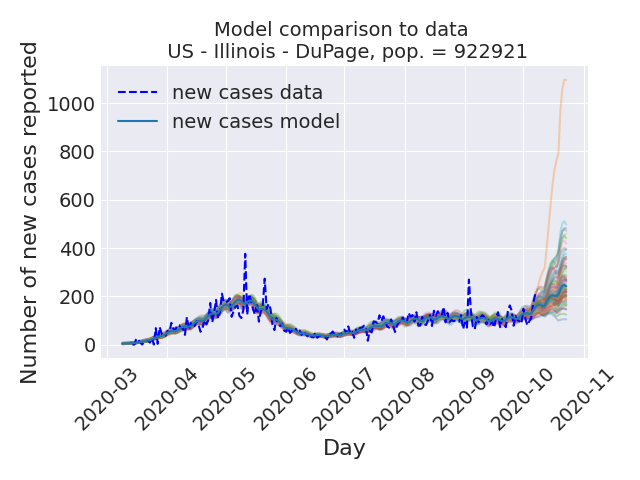 Model comparison to data
US - Illinois - DuPage, pop. = 922921
Number of new cases reported
1000
800
600
400
200
0
new cases data
new cases model
2020-03
2020-04
2020-05
2020-06
2020-07
2020-08
2020-09
2020-10
2020-11
Day